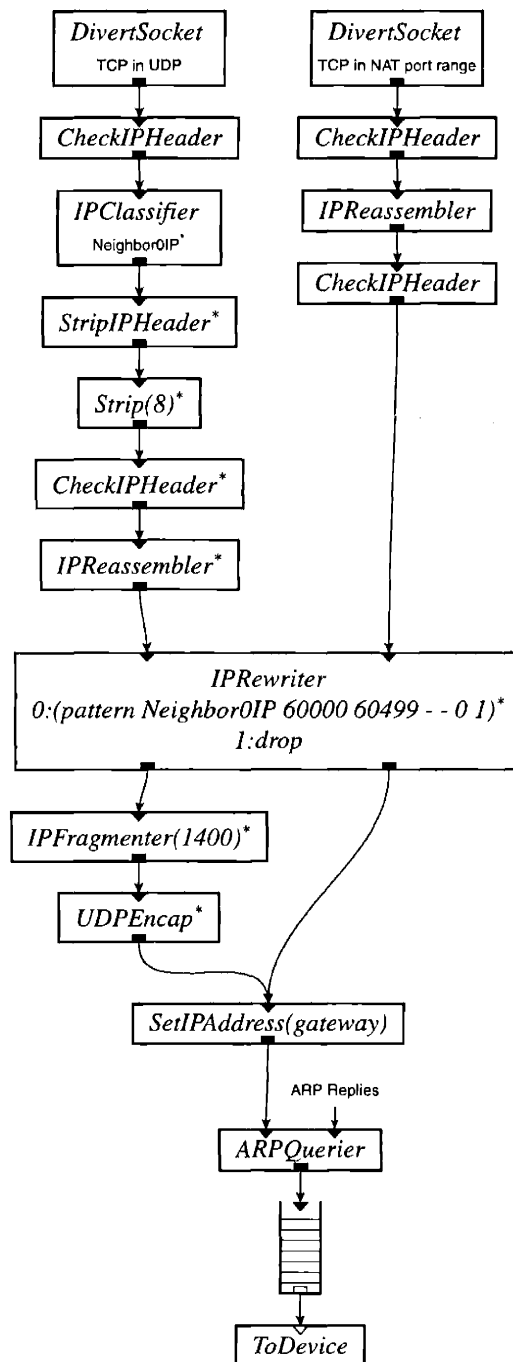 DivertSocket
TCP in UDP
CheckIPHeader
IPClassifier
Neighbor0IP*
StripIPHeader*
Strip(8)*
CheckIPHeader*
IPReassembler*
DivertSocket
TCP in NAT port range
CheckIPHeader
IPReassembler
CheckIPHeader
IPRewriter
0:(pattern Neighbor0IP 60000 60499 - - 0 1)*
1:drop
IPFragmenter(1400)*
UDPEncap*
SetIPAddress(gateway)
ARP Replies
ARPQuerier
ToDevice